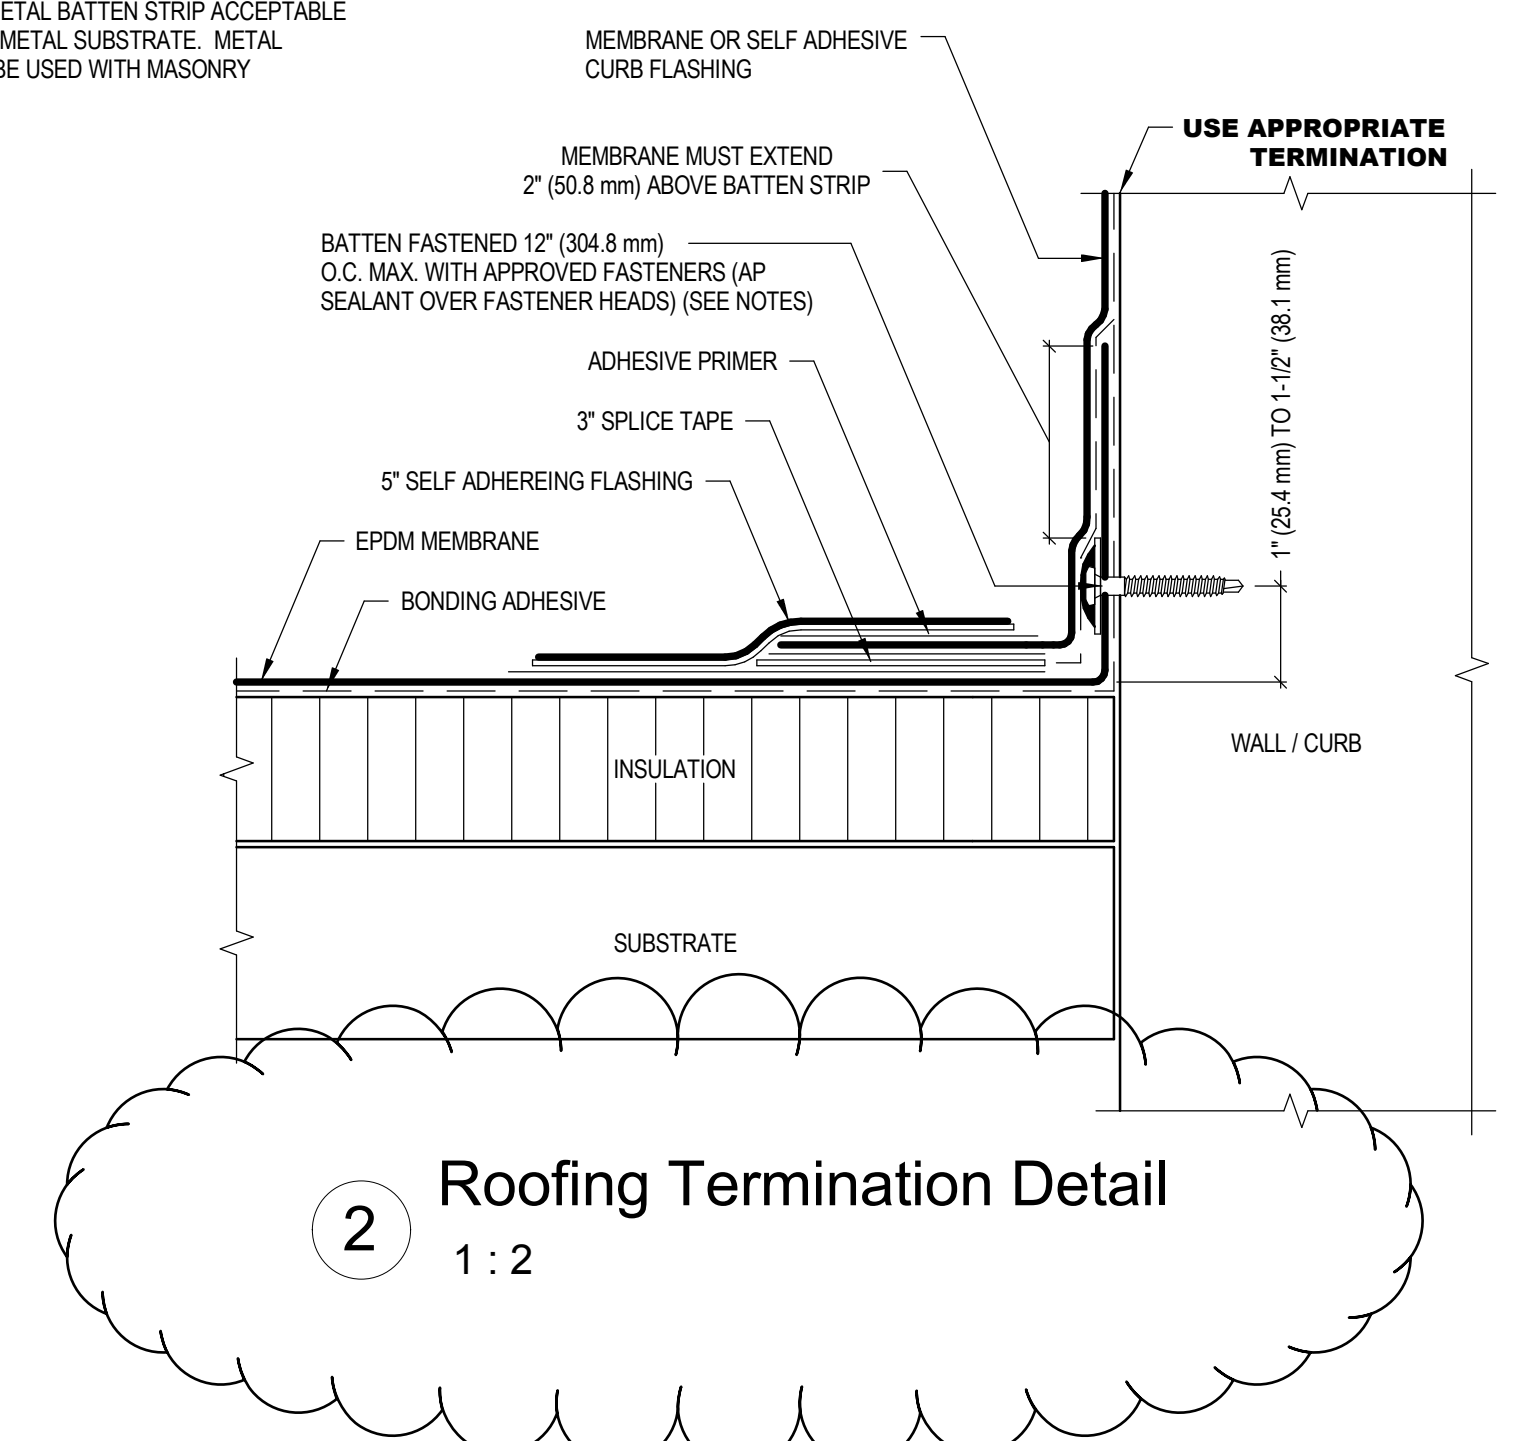 ETAL BATTEN STRIP ACCEPTABLE
METAL SUBSTRATE. METAL
BE USED WITH MASONRY
MEMBRANE OR SELF ADHESIVE
CURB FLASHING
USE APPROPRIATE
TERMINATION
MEMBRANE MUST EXTEND
2" (50.8 mm) ABOVE BATTEN STRIP
BATTEN FASTENED 12" (304.8 mm)
O.C. MAX. WITH APPROVED FASTENERS (AP
SEALANT OVER FASTENER HEADS) (SEE NOTES)
ADHESIVE PRIMER
3" SPLICE TAPE
5" SELF ADHEREING FLASHING
EPDM MEMBRANE
BONDING ADHESIVE
1" (25.4 mm) TO 1-1/2" (38.1 mm)
WALL / CURB
INSULATION
SUBSTRATE
2
Roofing Termination Detail
1 : 2